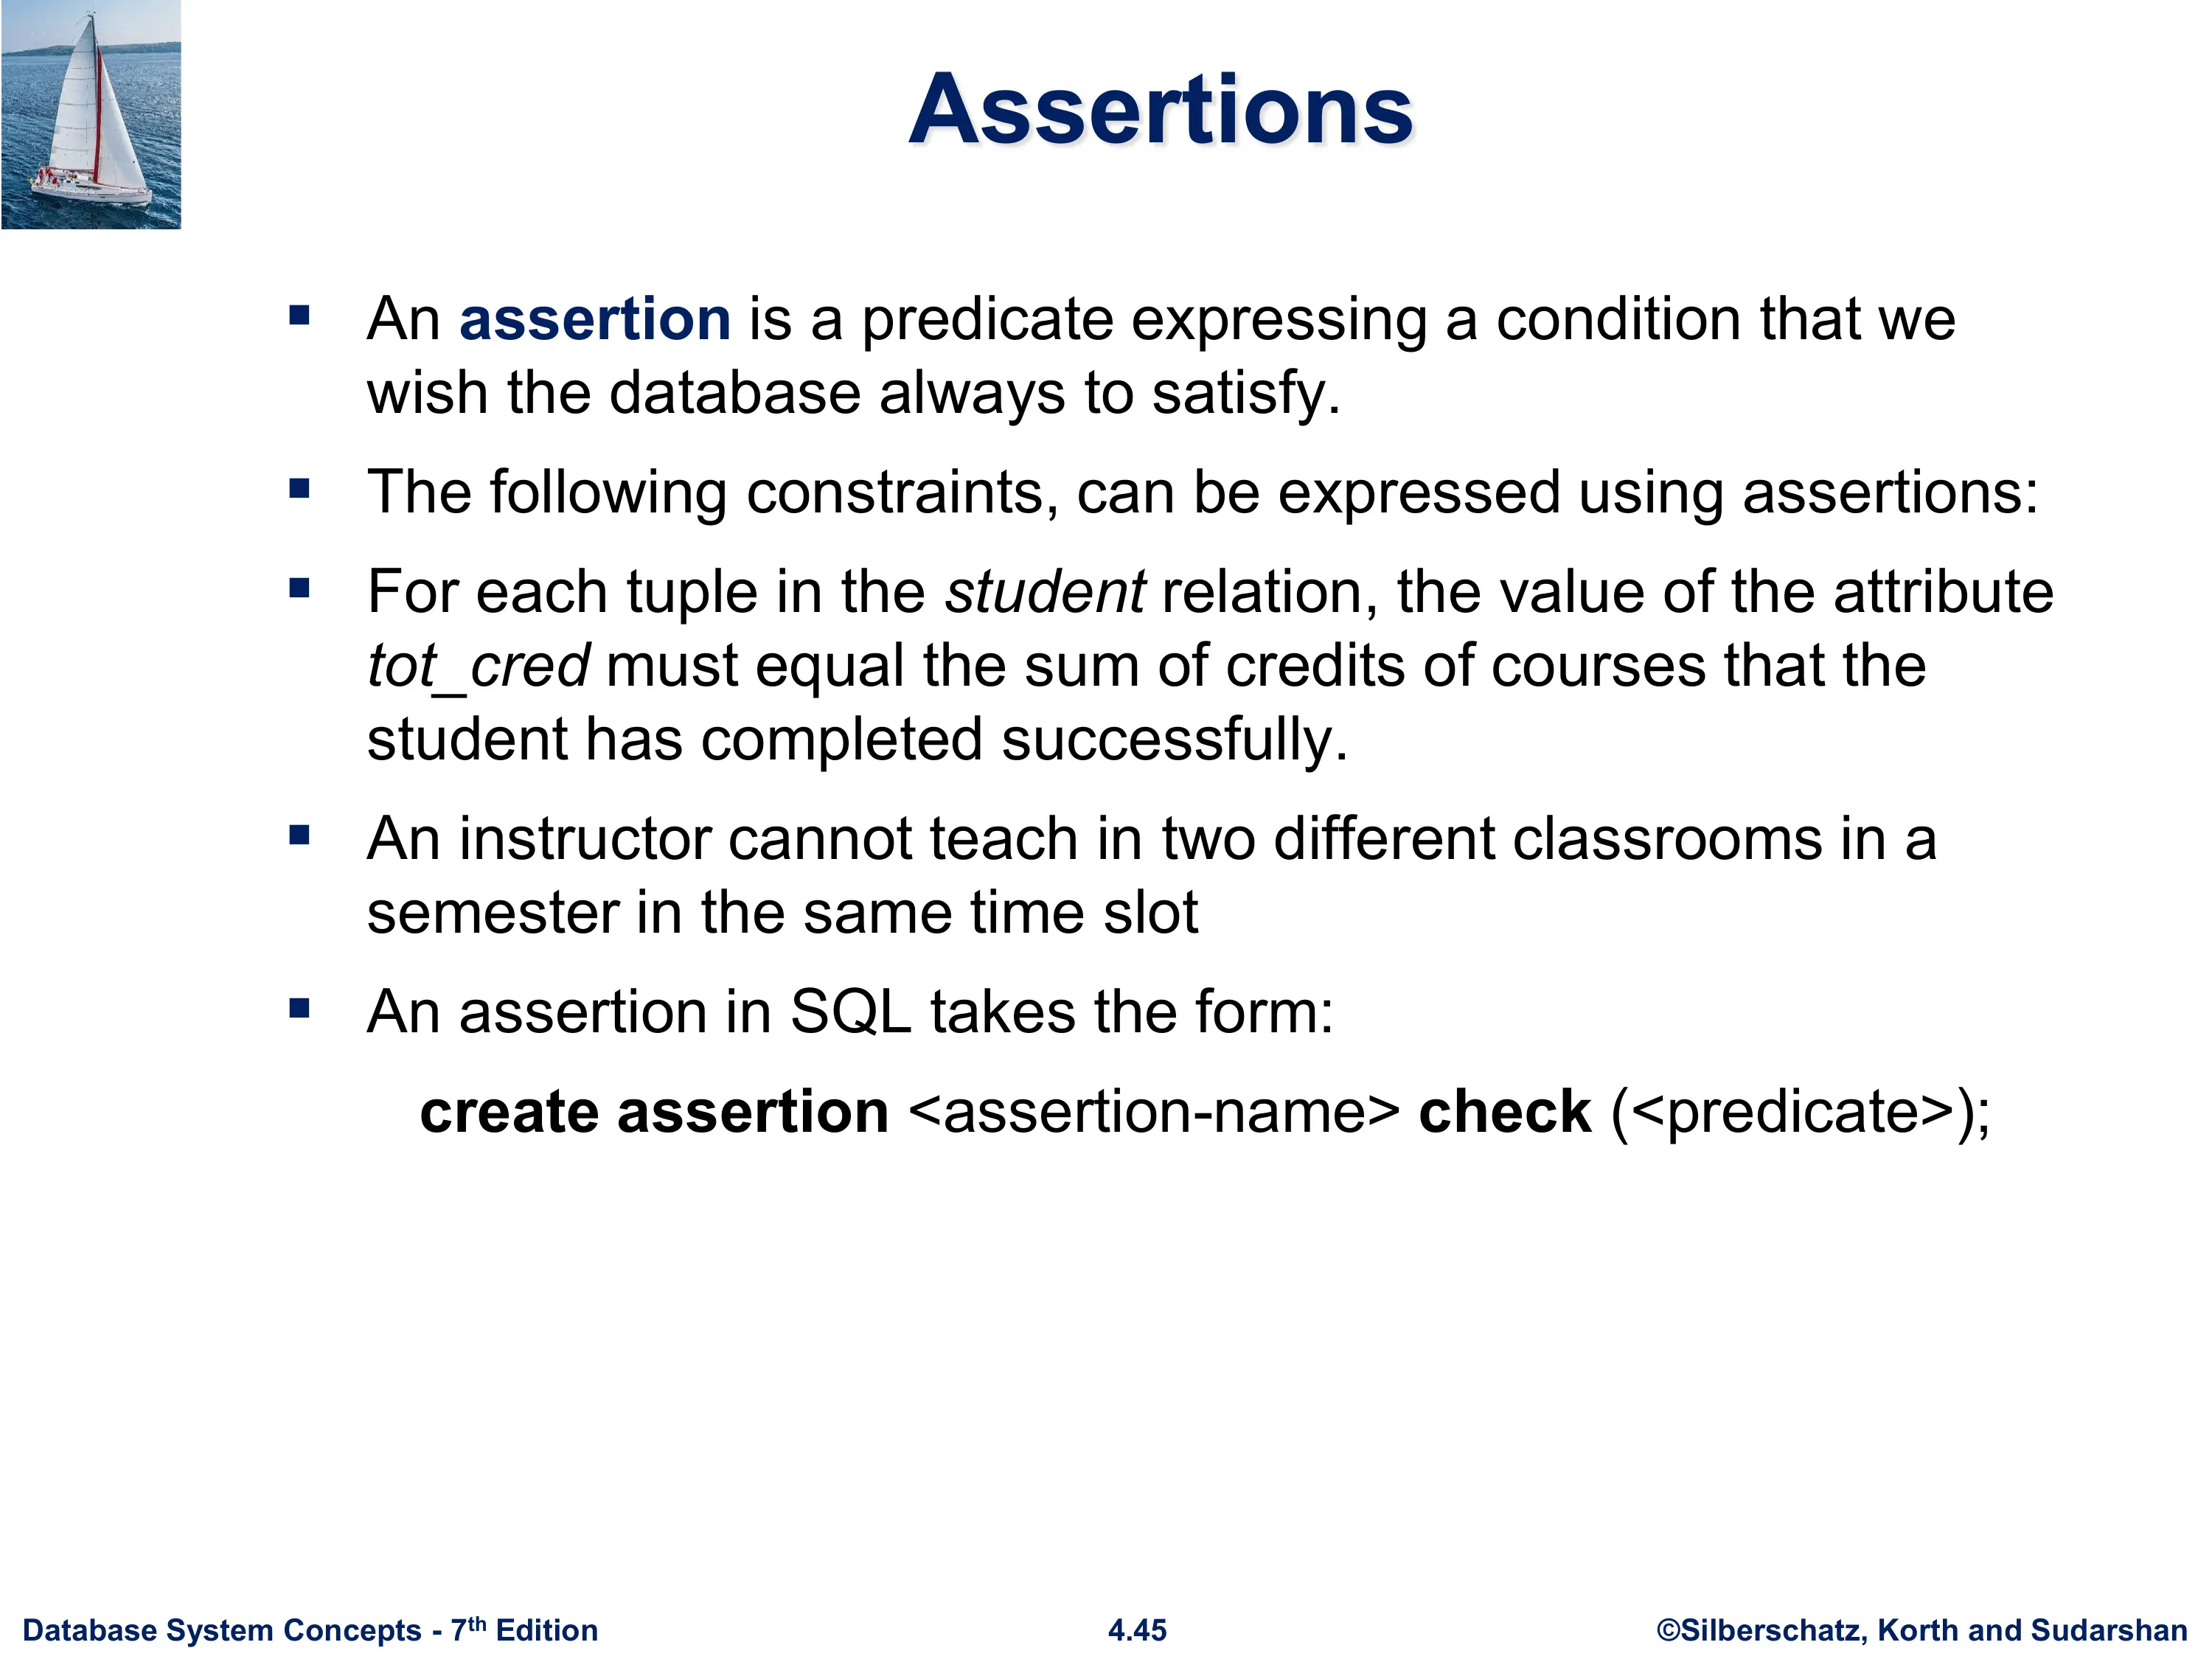 Assertions
▪ An assertion is a predicate expressing a condition that we
wish the database always to satisfy.
▪ The following constraints, can be expressed using assertions:
▪ For each tuple in the student relation, the value of the attribute
tot_cred must equal the sum of credits of courses that the
student has completed successfully.
▪ An instructor cannot teach in two different classrooms in a
semester in the same time slot
▪ An assertion in SQL takes the form:
create assertion <assertion-name> check (<predicate>);
Database System Concepts - 7th Edition 4.45 ©Silberschatz, Korth and Sudarshan